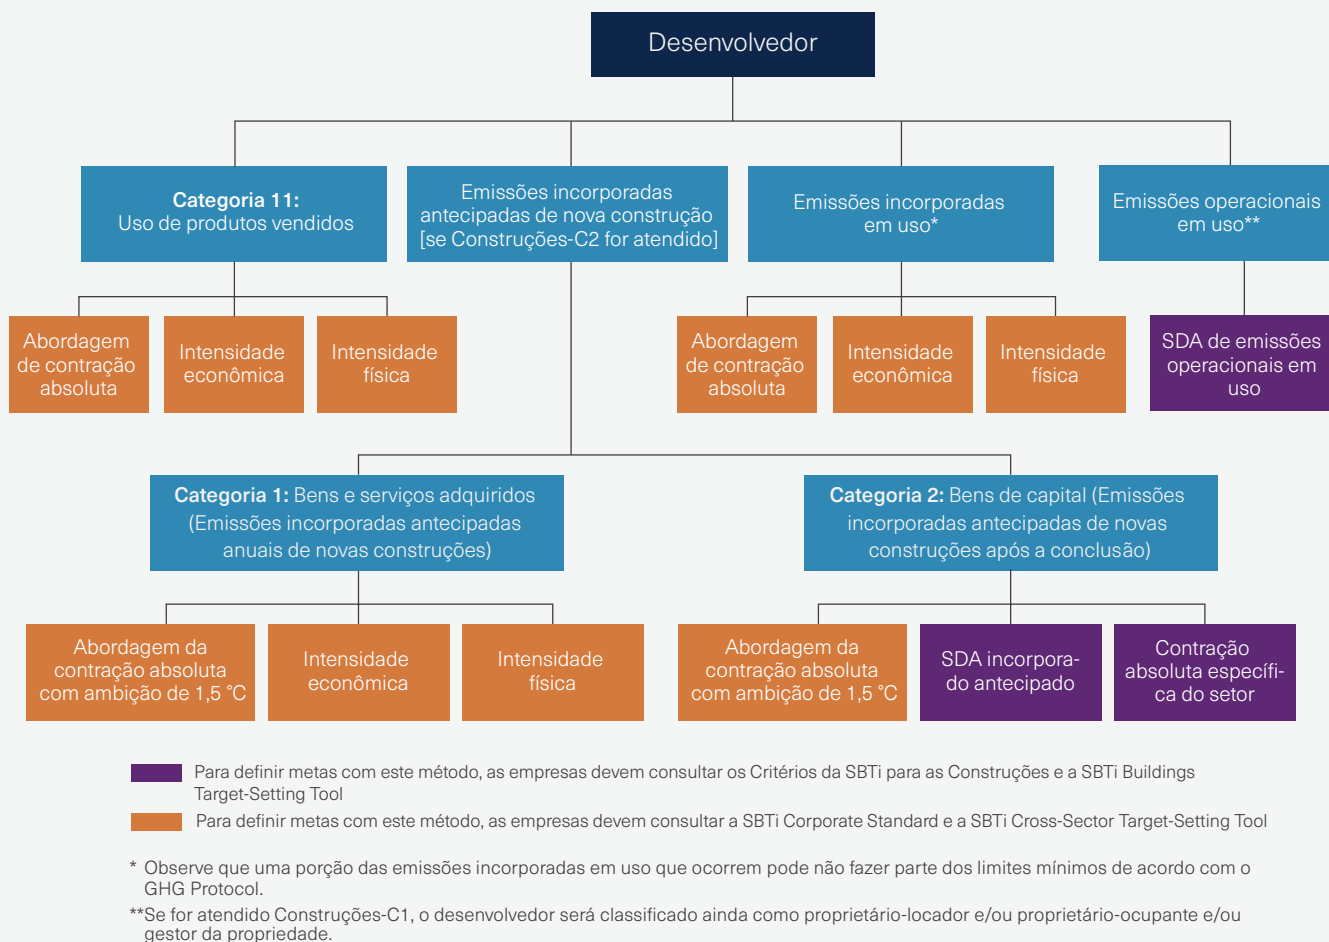 Desenvolvedor
Categoria 11:
Uso de produtos vendidos
Emissões incorporadas
antecipadas de nova construção
[se Construções-C2 for atendido]
Emissões incorporadas
em uso*
Emissões operacionais
em uso**
Abordagem
de contração
absoluta
Intensidade
econômica
Intensidade
física
Abordagem
de contração
absoluta
Intensidade
econômica
Intensidade
física
SDA de emissões
operacionais em
uso
Categoria 1: Bens e serviços adquiridos
(Emissões incorporadas antecipadas
anuais de novas construções)
Categoria 2: Bens de capital (Emissões
incorporadas antecipadas de novas
construções após a conclusão)
Abordagem da
contração absoluta
com ambição de 1,5 °C
Intensidade
econômica
Intensidade
física
Abordagem da
contração absoluta
com ambição de 1,5 °C
SDA incorpora-
do antecipado
Contração
absoluta específi-
ca do setor
Para definir metas com este método, as empresas devem consultar os Critérios da SBTi para as Construções e a SBTi Buildings
Target-Setting Tool
Para definir metas com este método, as empresas devem consultar a SBTi Corporate Standard e a SBTi Cross-Sector Target-Setting Tool
* Observe que uma porção das emissões incorporadas em uso que ocorrem pode não fazer parte dos limites mínimos de acordo com o
GHG Protocol.
**Se for atendido Construções-C1, o desenvolvedor será classificado ainda como proprietário-locador e/ou proprietário-ocupante e/ou
gestor da propriedade.